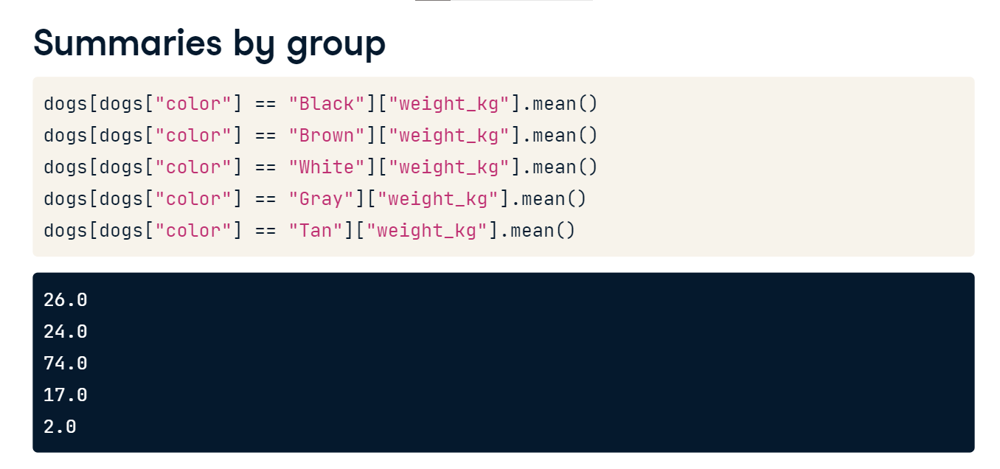 Summaries by group
dogs[dogs["color"] == "Black"]["weight_kg"].mean()
dogs[dogs["color"] == "Brown"]["weight_kg"].mean()
dogs[dogs["color"] == "White"]["weight_kg"].mean()
dogs[dogs["color"] == "Gray"]["weight_kg"].mean()
dogs[dogs["color"] == "Tan"]["weight_kg"].mean()
26.0
24.0
74.0
17.0
2.0